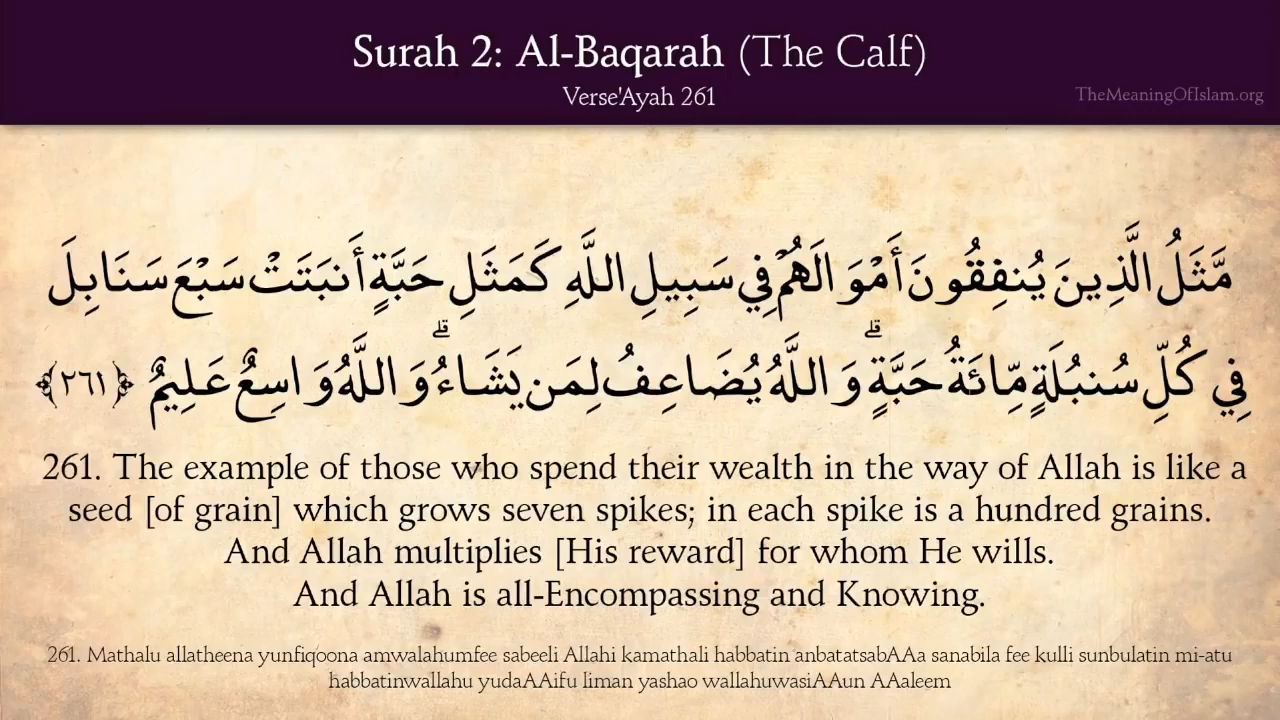 Surah 2: Al-Baqarah (The Calf)
Verse'Ayah 261
TheMeaningOfIslam.org
مَّثَلُ الَّذِينَ يُنفِقُونَ أَمْوَالَهُمْ فِي سَبِيلِ اللَّهِ كَمَثَلِ حَبَّةٍ أَنبَتَتْ سَبْعَ سَنَابِلَ
فِي كُلِّ سُنبُلَةٍ مِّائَةُ حَبَّةٍ ۗ وَاللَّهُ يُضَاعِفُ لِمَن يَشَاءُ ۗ وَاللَّهُ وَاسِعٌ عَلِيمٌ ﴿٢٦١﴾
261. The example of those who spend their wealth in the way of Allah is like a
seed [of grain] which grows seven spikes; in each spike is a hundred grains.
And Allah multiplies [His reward] for whom He wills.
And Allah is all-Encompassing and Knowing.
261. Mathalu allatheena yunfiqoona amwalahumfee sabeeli Allahi kamathali habbatin anbatatsabAAa sanabila fee kulli sunbulatin mi-atu
habbatinwallahu yudaAAifu liman yashao wallahuwasiAAun AAaleem